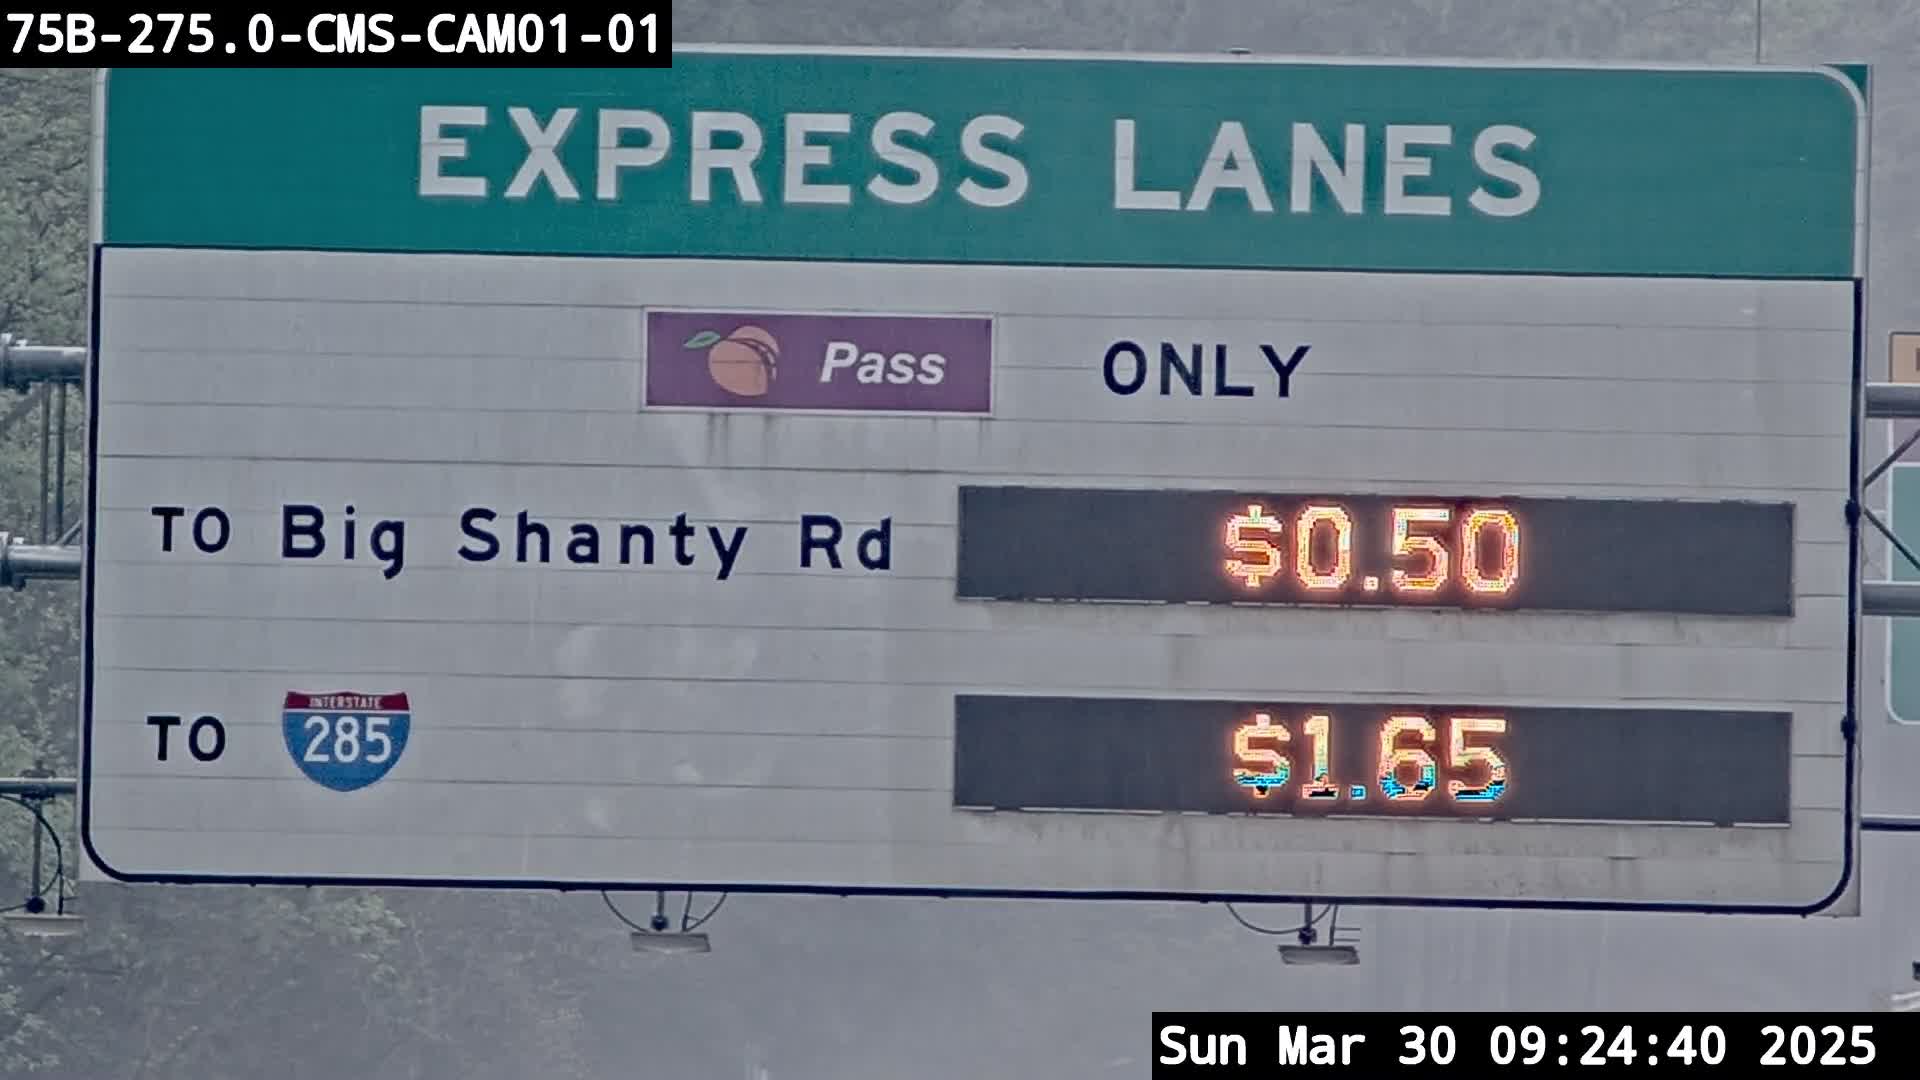 75B-275.0-CMS-CAM01-01
EXPRESS LANES
Pass ONLY
TO Big Shanty Rd $0.50
INTERSTATE
TO 285 $1.65
Sun Mar 30 09:24:40 2025